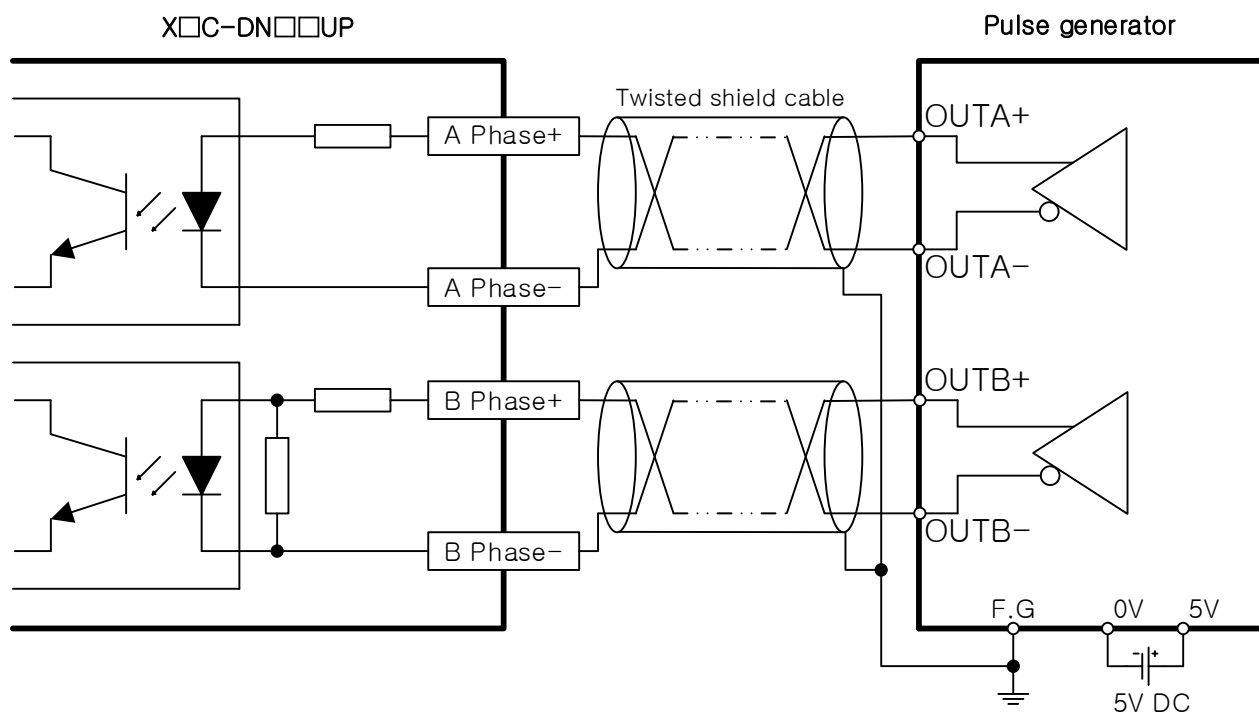 X□C-DN□□UP
Pulse generator
Twisted shield cable
A Phase+
OUTA+
A Phase-
OUTA-
B Phase+
OUTB+
B Phase-
OUTB-
F.G
0V
5V
- +
5V DC